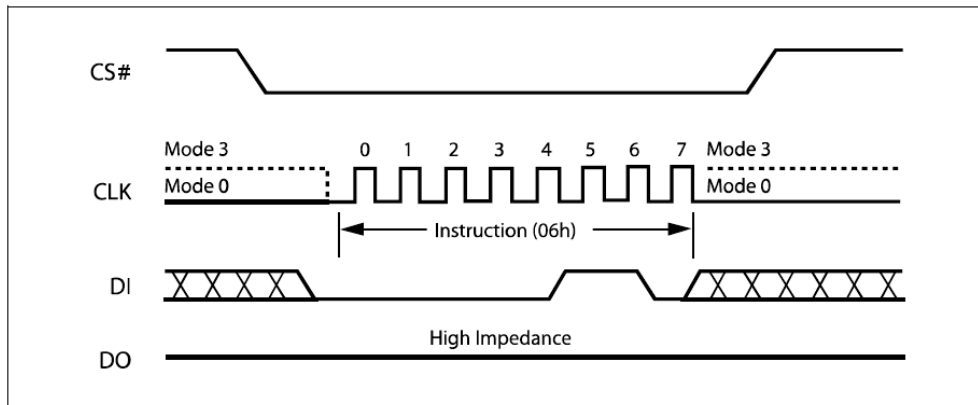 CS#
Mode 3 0 1 2 3 4 5 6 7 Mode 3
CLK Mode 0 Mode 0
Instruction (06h)
DI
High Impedance
DO